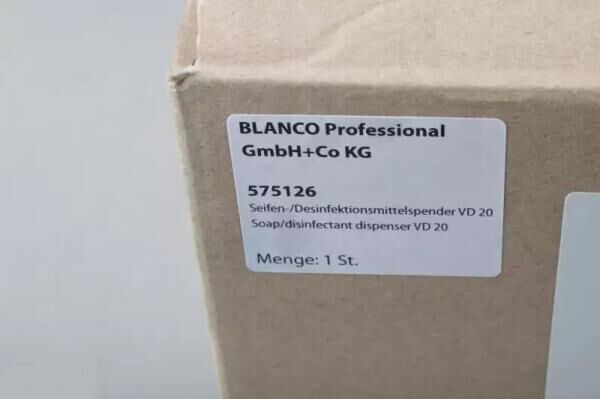 BLANCO Professional
GmbH+Co KG
575126
Seifen-/Desinfektionsmittelspender VD 20
Soap/disinfectant dispenser VD 20
Menge: 1 St.